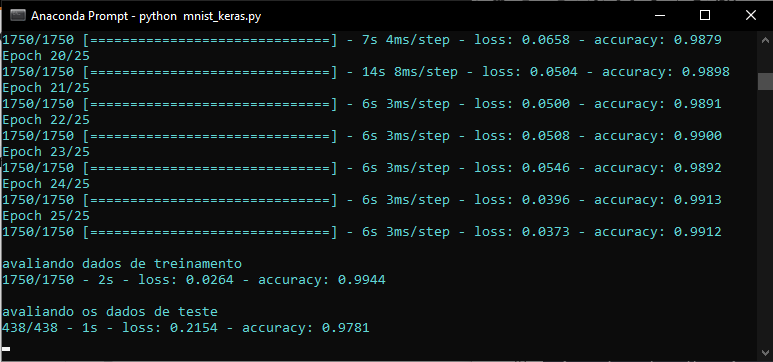 Anaconda Prompt - python  mnist_keras.py
1750/1750 [==============================] - 7s 4ms/step - loss: 0.0658 - accuracy: 0.9879
Epoch 20/25
1750/1750 [==============================] - 14s 8ms/step - loss: 0.0504 - accuracy: 0.9898
Epoch 21/25
1750/1750 [==============================] - 6s 3ms/step - loss: 0.0500 - accuracy: 0.9891
Epoch 22/25
1750/1750 [==============================] - 6s 3ms/step - loss: 0.0508 - accuracy: 0.9900
Epoch 23/25
1750/1750 [==============================] - 6s 3ms/step - loss: 0.0546 - accuracy: 0.9892
Epoch 24/25
1750/1750 [==============================] - 6s 3ms/step - loss: 0.0396 - accuracy: 0.9913
Epoch 25/25
1750/1750 [==============================] - 6s 3ms/step - loss: 0.0373 - accuracy: 0.9912
avaliando dados de treinamento
1750/1750 - 2s - loss: 0.0264 - accuracy: 0.9944
avaliando os dados de teste
438/438 - 1s - loss: 0.2154 - accuracy: 0.9781